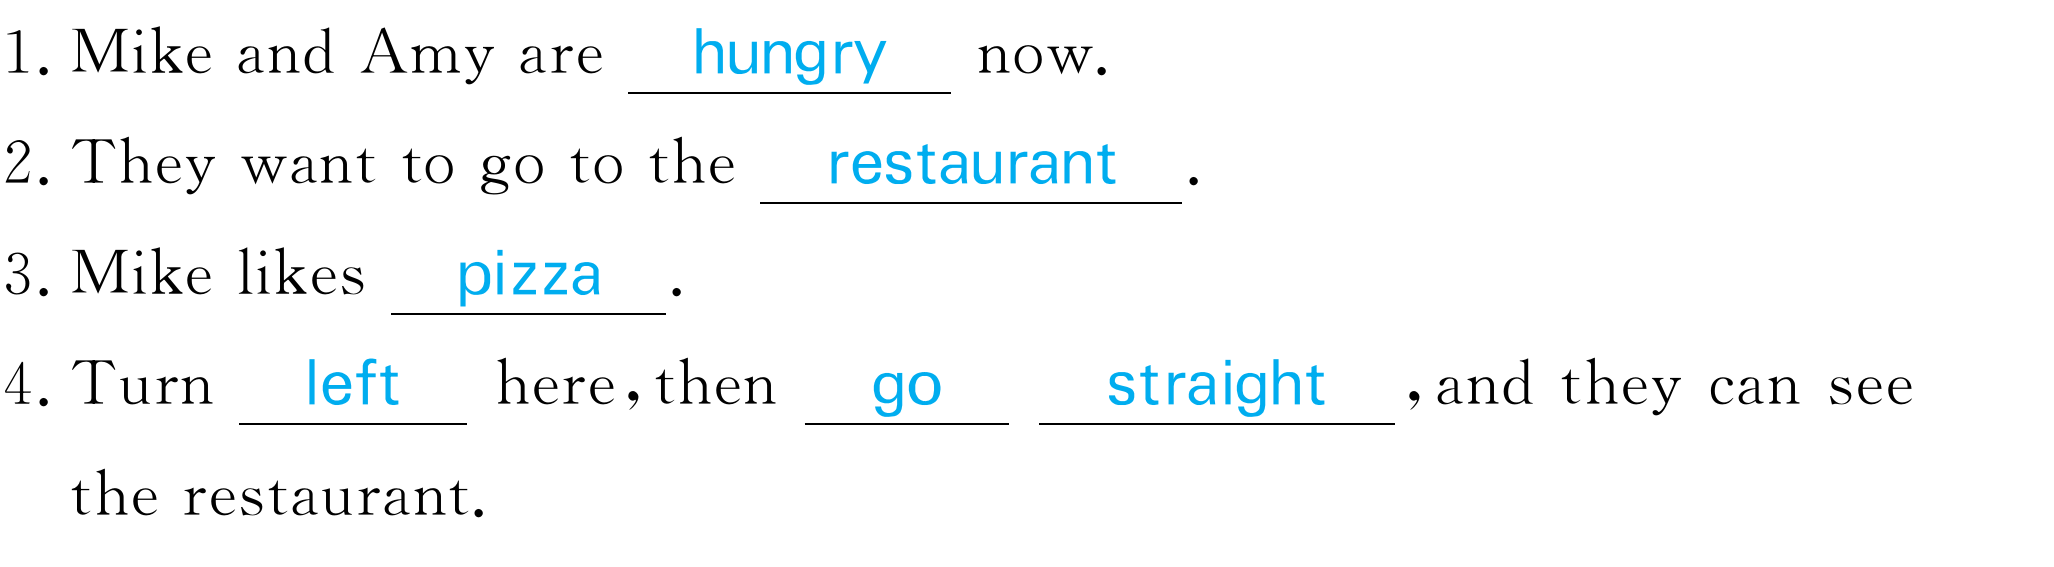 1. Mike and Amy are hungry now.
2. They want to go to the restaurant.
3. Mike likes pizza.
4. Turn left here, then go straight, and they can see
the restaurant.